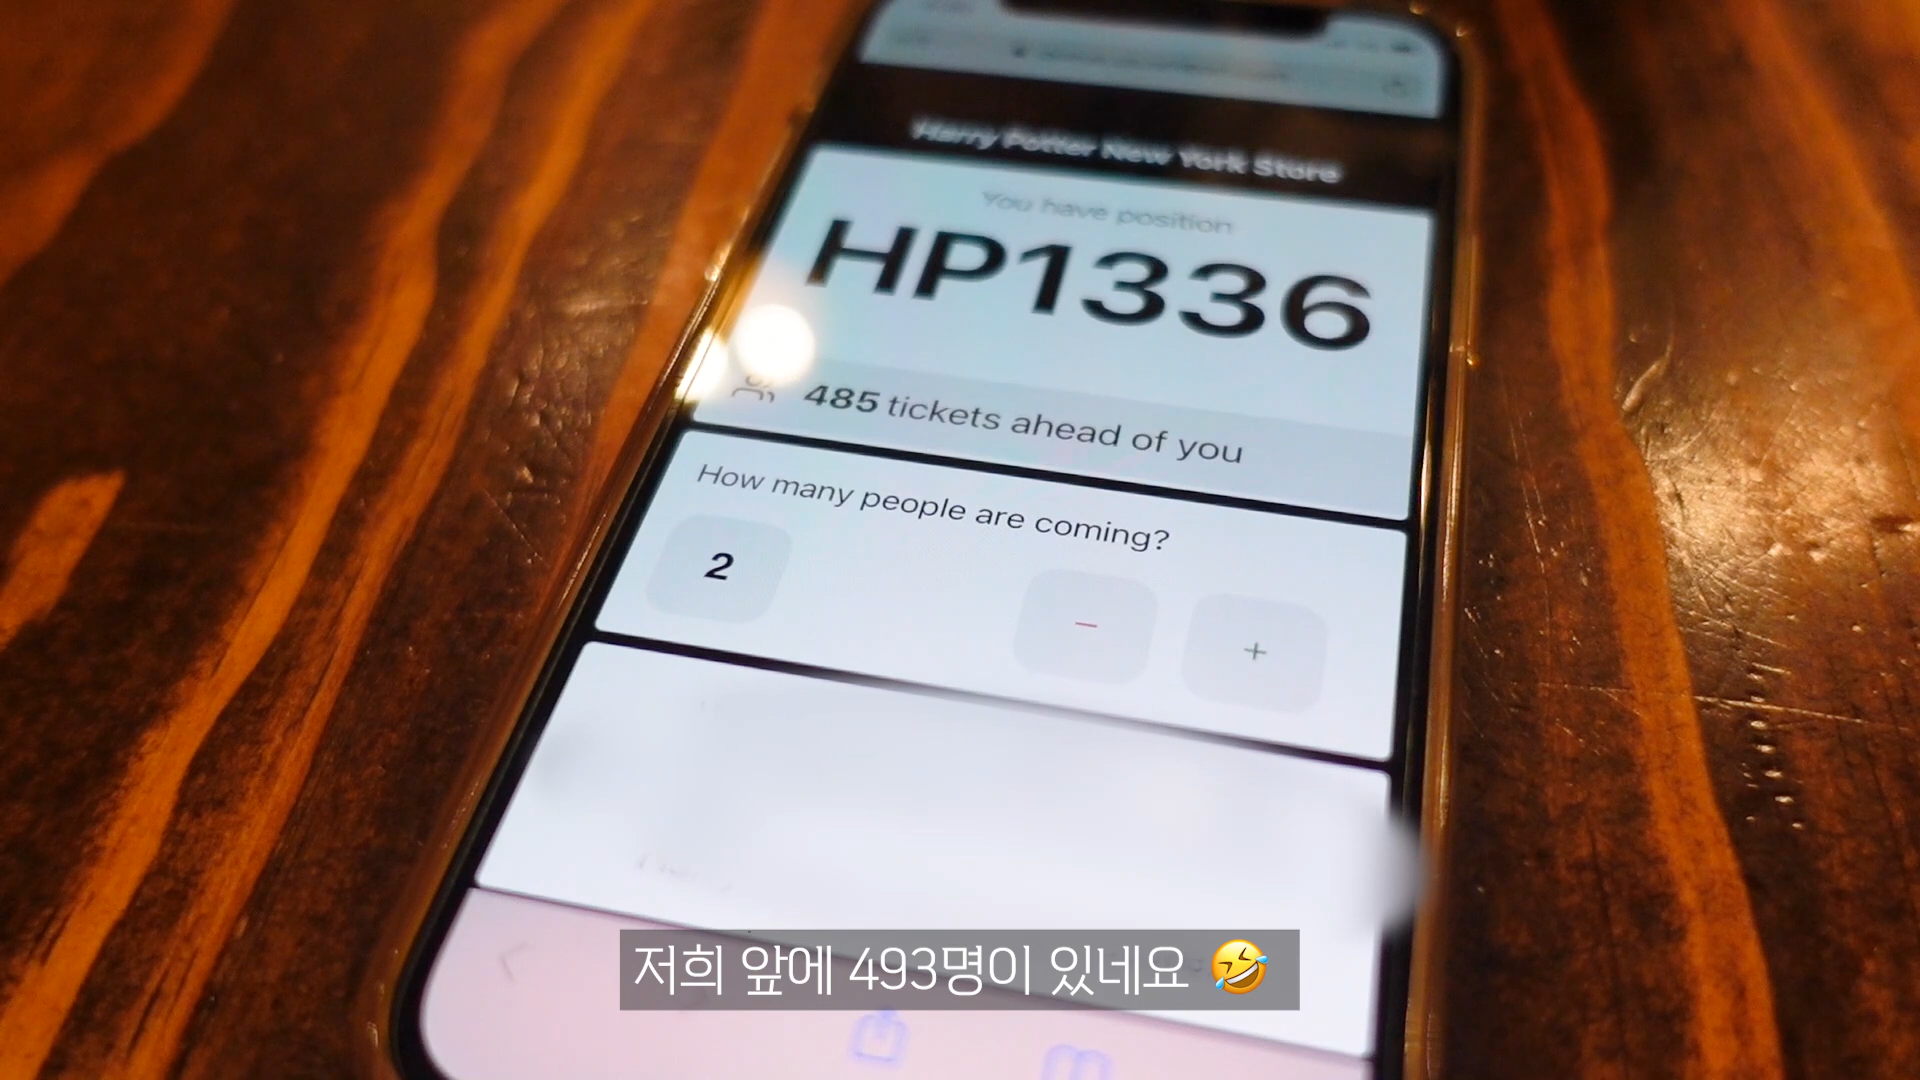 Harry Potter New York Store
You have position
HP1336
485 tickets ahead of you
How many people are coming?
2
− +
저희 앞에 493명이 있네요 🤣